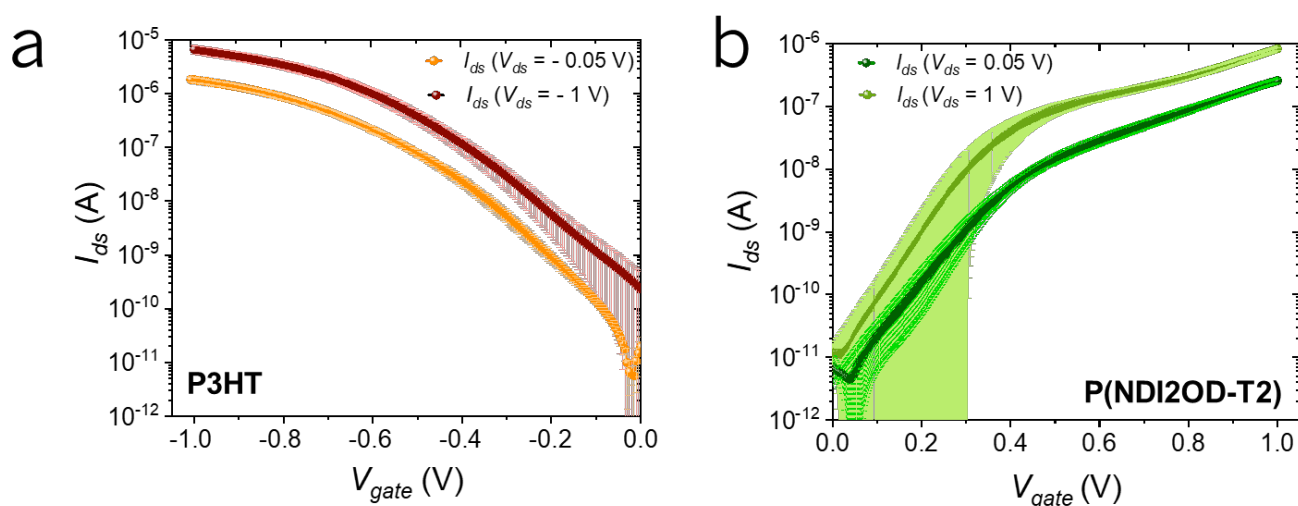 a
10⁻⁵
10⁻⁶
10⁻⁷
10⁻⁸
10⁻⁹
10⁻¹⁰
10⁻¹¹
10⁻¹²
I_ds (A)
I_ds (V_ds = - 0.05 V)
I_ds (V_ds = - 1 V)
P3HT
-1.0 -0.8 -0.6 -0.4 -0.2 0.0
V_gate (V)
b
10⁻⁶
10⁻⁷
10⁻⁸
10⁻⁹
10⁻¹⁰
10⁻¹¹
10⁻¹²
I_ds (A)
I_ds (V_ds = 0.05 V)
I_ds (V_ds = 1 V)
P(NDI2OD-T2)
0.0 0.2 0.4 0.6 0.8 1.0
V_gate (V)